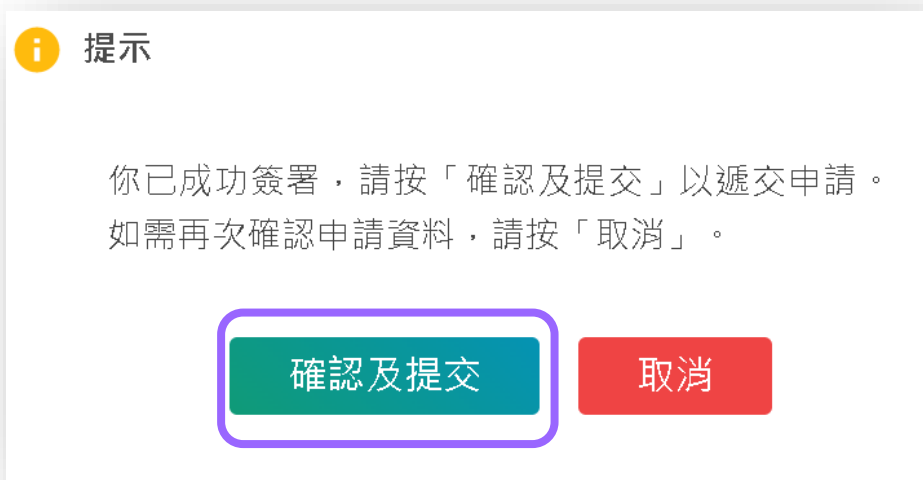 提示
你已成功簽署，請按「確認及提交」以遞交申請。
如需再次確認申請資料，請按「取消」。
確認及提交
取消